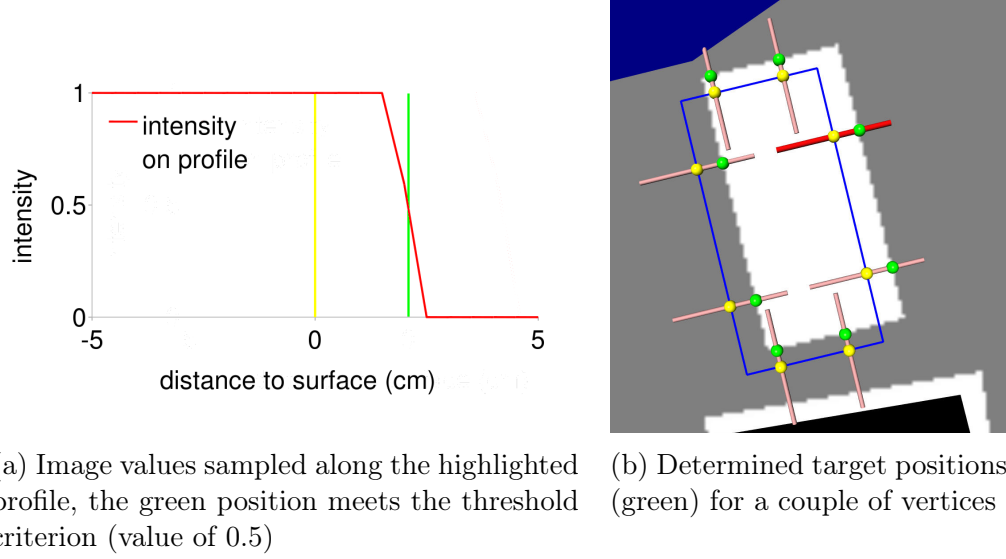 1
intensity
on profile
0.5
intensity
0
-5
0
5
distance to surface (cm)
(a) Image values sampled along the highlighted
profile, the green position meets the threshold
criterion (value of 0.5)
(b) Determined target positions
(green) for a couple of vertices